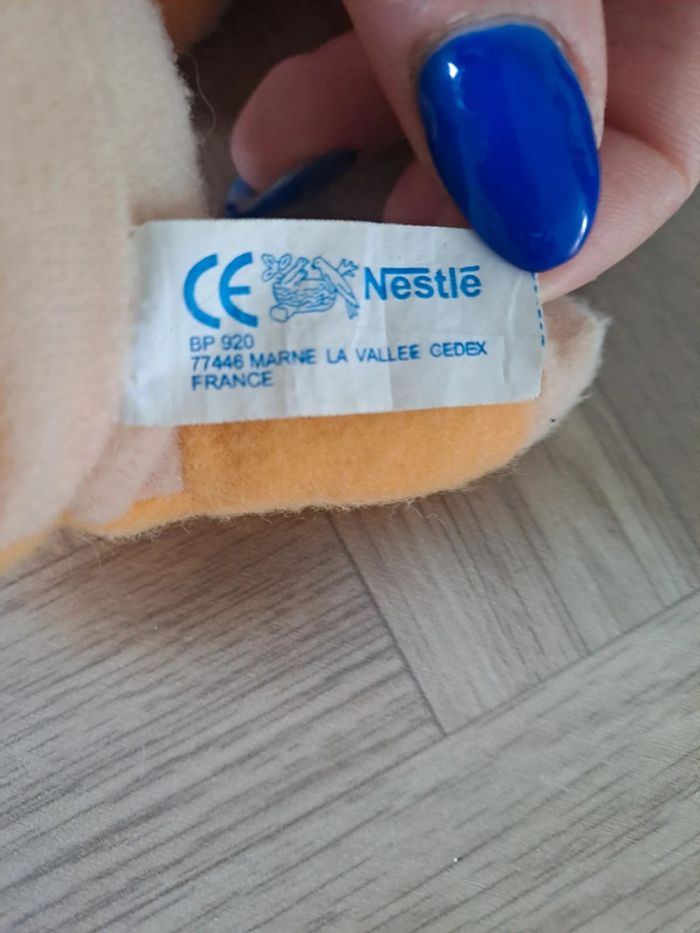 CE Nestlé
BP 920
77446 MARNE LA VALLEE CEDEX
FRANCE